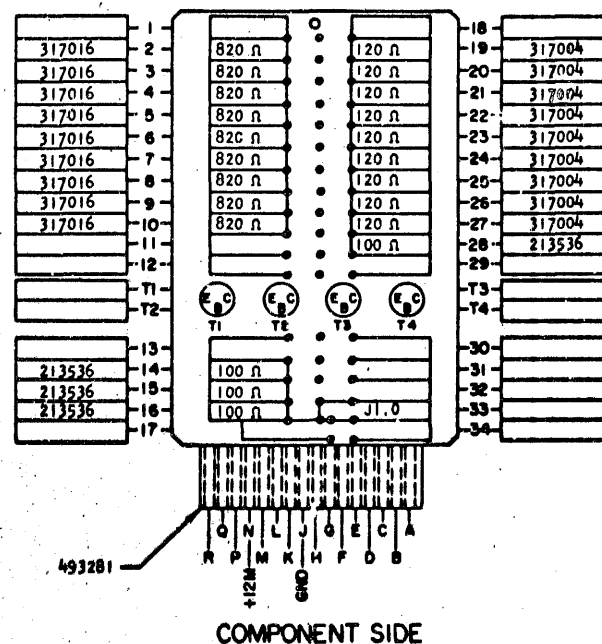 1 18
317016 2 820 Ω 120 Ω 19 317004
317016 3 820 Ω 120 Ω 20 317004
317016 4 820 Ω 120 Ω 21 317004
317016 5 820 Ω 120 Ω 22 317004
317016 6 82C Ω 120 Ω 23 317004
317016 7 820 Ω 120 Ω 24 317004
317016 8 820 Ω 120 Ω 25 317004
317016 9 820 Ω 120 Ω 26 317004
317016 10 820 Ω 120 Ω 27 317004
11 100 Ω 28 213536
12 29
T1 E B C E B C E B C E B C T3
T2 T1 T2 T3 T4 T4
13 30
213536 14 100 Ω 31
213536 15 100 Ω 32
213536 16 100 Ω J1.0 33
17 34
R Q P N M L K J H G F E D C B A
+12M GND
493281
COMPONENT SIDE